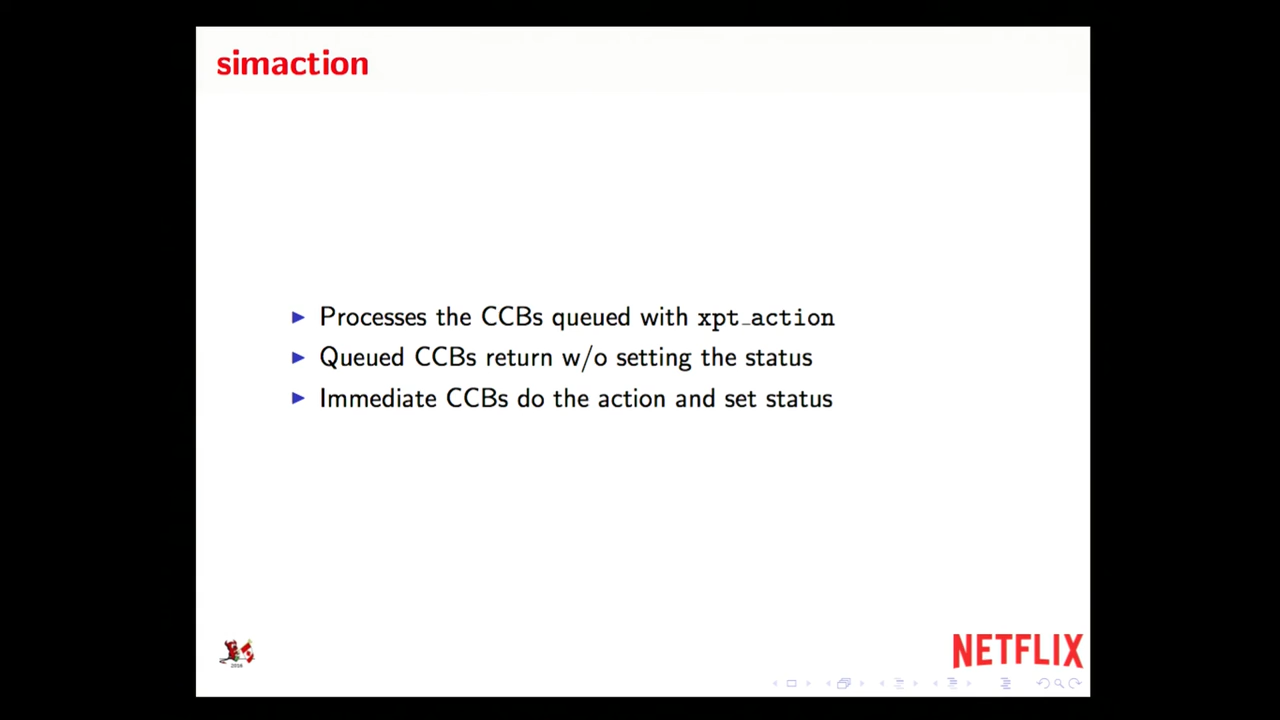 simaction
Processes the CCBs queued with xpt_action
Queued CCBs return w/o setting the status
Immediate CCBs do the action and set status
2016
NETFLIX